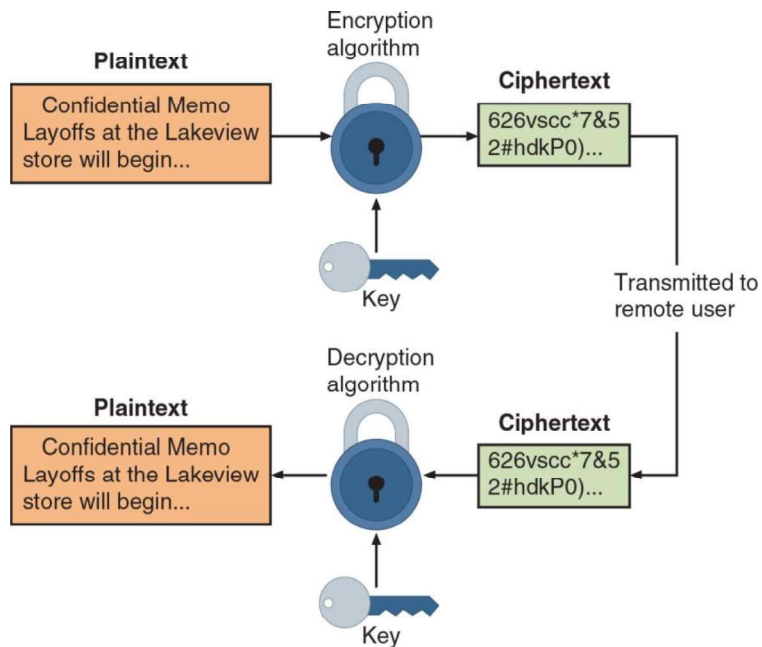 Encryption
algorithm
Plaintext
Confidential Memo
Layoffs at the Lakeview
store will begin...
Ciphertext
626vscc*7&5
2#hdkP0)...
Key
Transmitted to
remote user
Decryption
algorithm
Plaintext
Confidential Memo
Layoffs at the Lakeview
store will begin...
Ciphertext
626vscc*7&5
2#hdkP0)...
Key